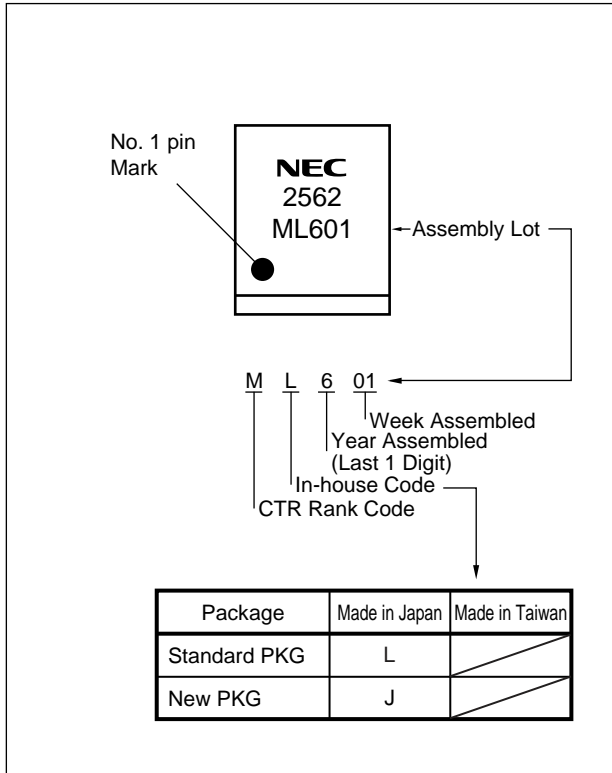 No. 1 pin
Mark
NEC
2562
ML601
Assembly Lot
M L 6 01
Week Assembled
Year Assembled
(Last 1 Digit)
In-house Code
CTR Rank Code
Package Made in Japan Made in Taiwan
Standard PKG L
New PKG J